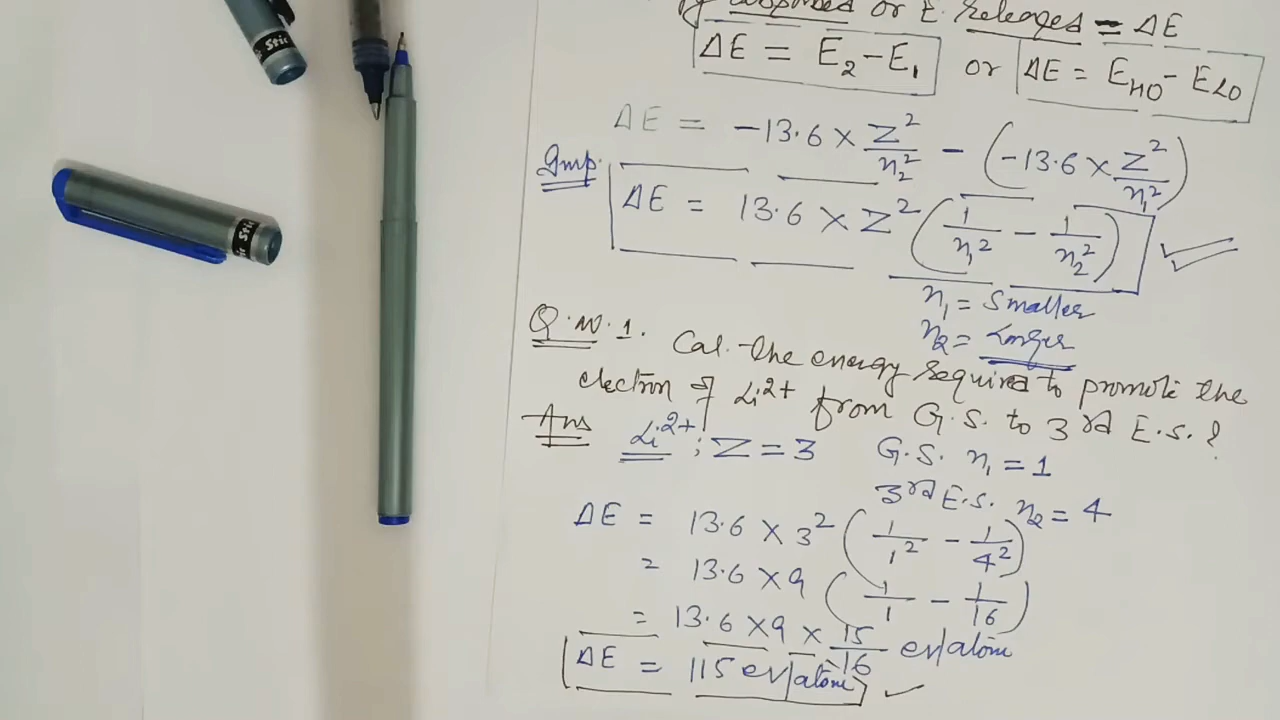 or E. releases = ΔE
ΔE = E₂ – E₁ or ΔE = E_HO – E_LO
ΔE = –13.6 × Z²/n₂² – (–13.6 × Z²/n₁²)
Imp.
ΔE = 13.6 × Z² (1/n₁² – 1/n₂²)
n₁ = Smaller
n₂ = Larger
Q.N.1. Cal. the energy required to promote the
electron of Li²⁺ from G.S. to 3rd E.S.?
Ans Li²⁺; Z = 3 G.S. n₁ = 1
3rd E.S. n₂ = 4
ΔE = 13.6 × 3² (1/1² – 1/4²)
= 13.6 × 9 (1/1 – 1/16)
= 13.6 × 9 × 15/16 ev/atom
ΔE = 115 ev/atom
Stic
Stic